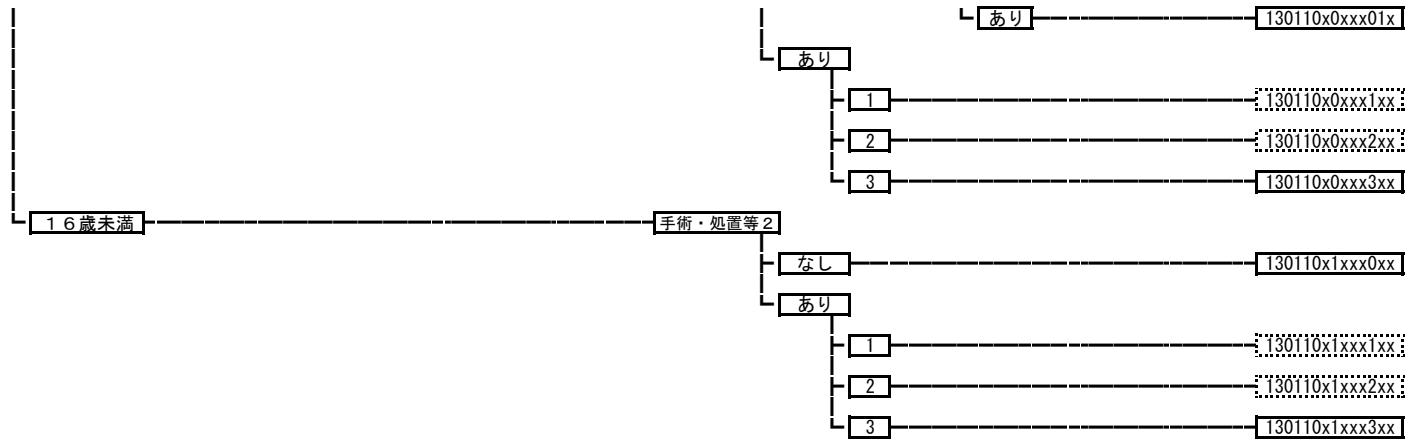 あり 130110x0xxx01x
あり
1 130110x0xxx1xx
2 130110x0xxx2xx
3 130110x0xxx3xx
１６歳未満 手術・処置等２
なし 130110x1xxx0xx
あり
1 130110x1xxx1xx
2 130110x1xxx2xx
3 130110x1xxx3xx